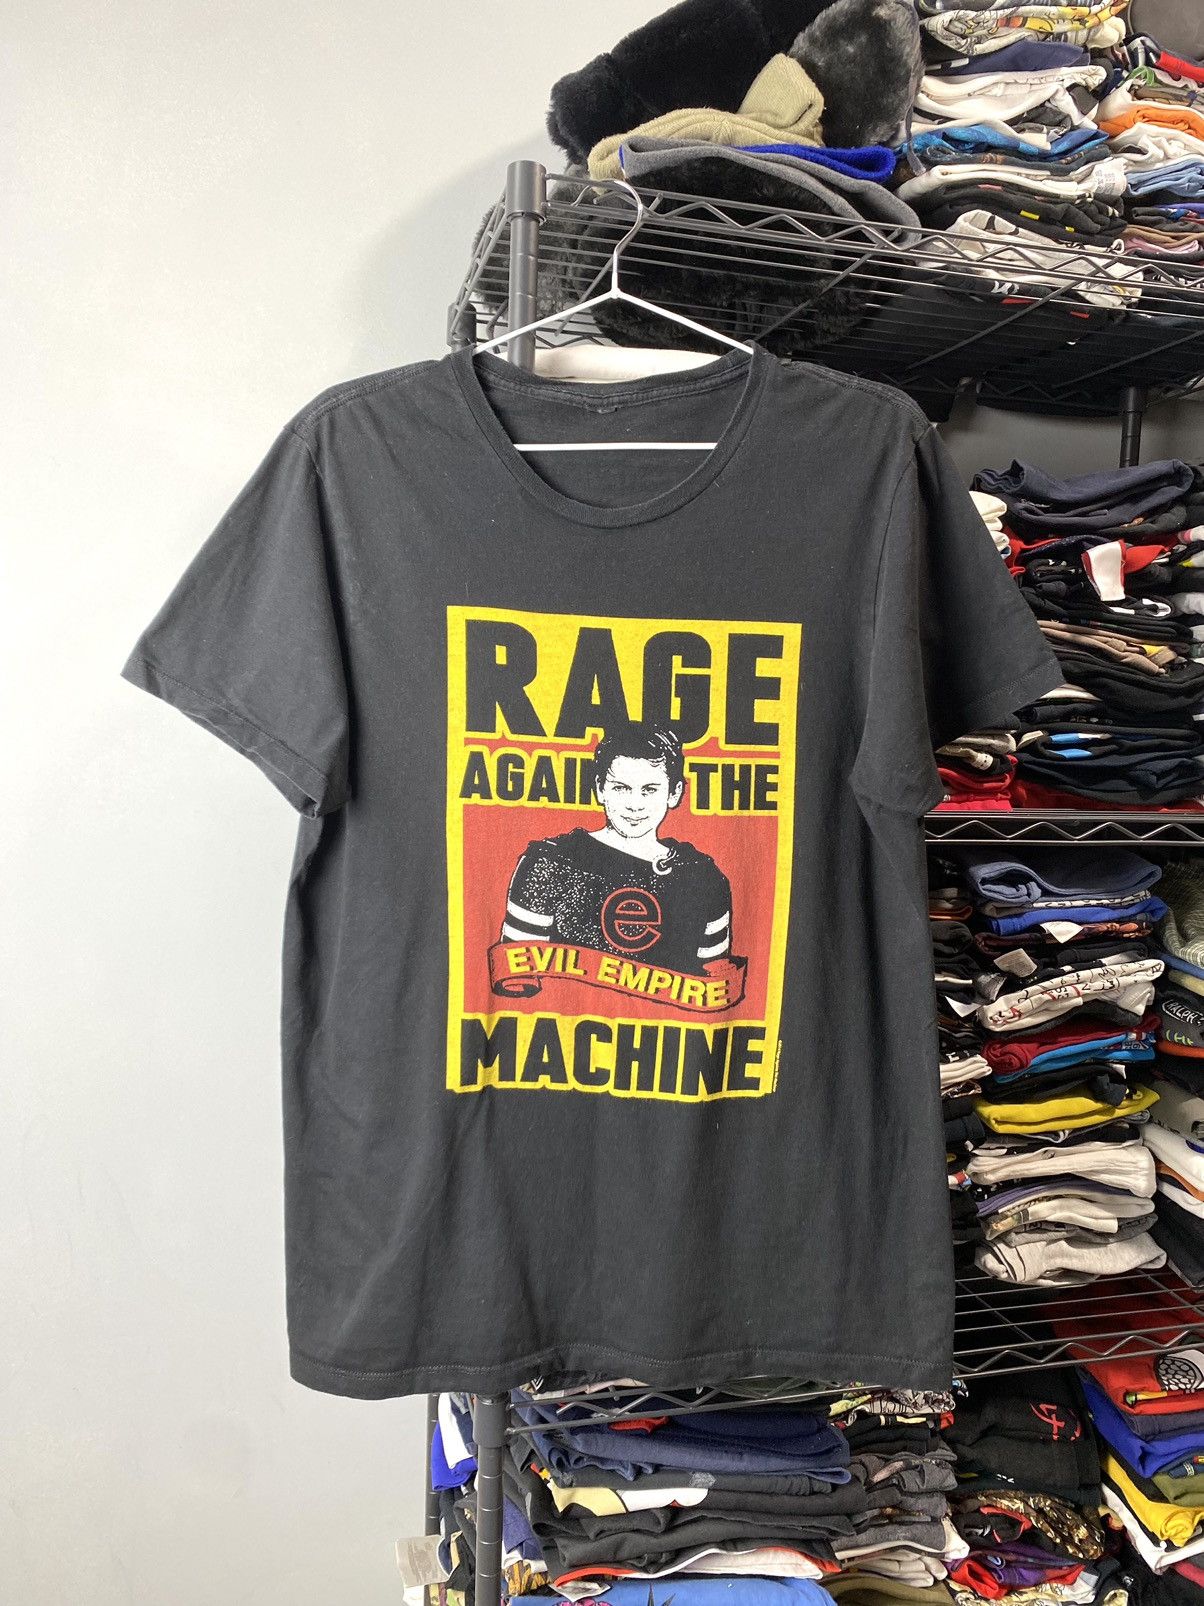 RAGE
AGAIN THE
e
EVIL EMPIRE
MACHINE